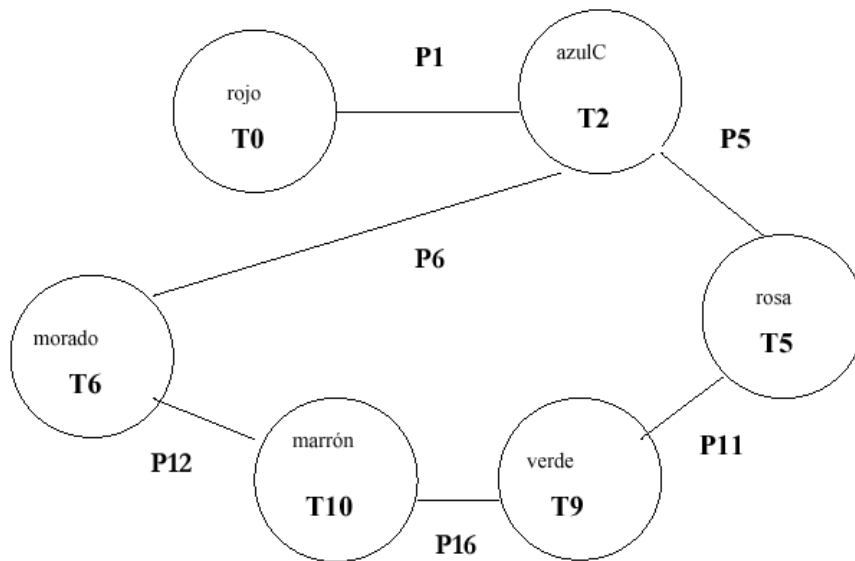 P1
azulC
rojo
T2
T0
P5
P6
rosa
morado
T5
T6
marrón
verde
P11
P12
T10
T9
P16